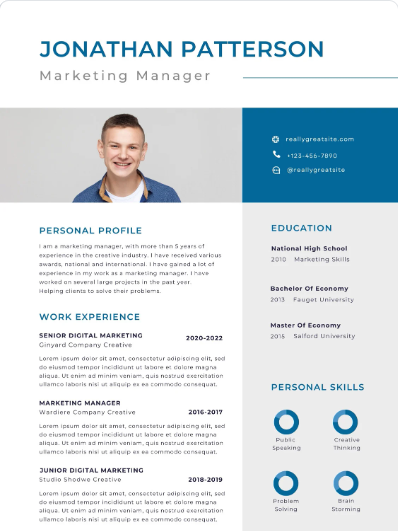 JONATHAN PATTERSON
Marketing Manager
reallygreatsite.com
+123-456-7890
@reallygreatsite
PERSONAL PROFILE
I am a marketing manager, with more than 5 years of
experience in the creative industry. I have received various
awards, national and international. I have gained a lot of
experience in my work as a marketing manager. I have
worked on several large projects in the past year.
Helping clients to solve their problems.
WORK EXPERIENCE
SENIOR DIGITAL MARKETING
2020-2022
Ginyard Company Creative
Lorem ipsum dolor sit amet, consectetur adipiscing elit, sed
do eiusmod tempor incididunt ut labore et dolore magna
aliqua. Ut enim ad minim veniam, quis nostrud exercitation
ullamco laboris nisi ut aliquip ex ea commodo consequat.
MARKETING MANAGER
Wardiere Company Creative
2016-2017
Lorem ipsum dolor sit amet, consectetur adipiscing elit, sed
do eiusmod tempor incididunt ut labore et dolore magna
aliqua. Ut enim ad minim veniam, quis nostrud exercitation
ullamco laboris nisi ut aliquip ex ea commodo consequat.
JUNIOR DIGITAL MARKETING
Studio Shodwe Creative
2018-2019
Lorem ipsum dolor sit amet, consectetur adipiscing elit, sed
do eiusmod tempor incididunt ut labore et dolore magna
aliqua. Ut enim ad minim veniam, quis nostrud exercitation
ullamco laboris nisi ut aliquip ex ea commodo consequat.
EDUCATION
National High School
2010 Marketing Skills
Bachelor Of Economy
2013 Fauget University
Master Of Economy
2015 Salford University
PERSONAL SKILLS
Public
Speaking
Creative
Thinking
Problem
Solving
Brain
Storming